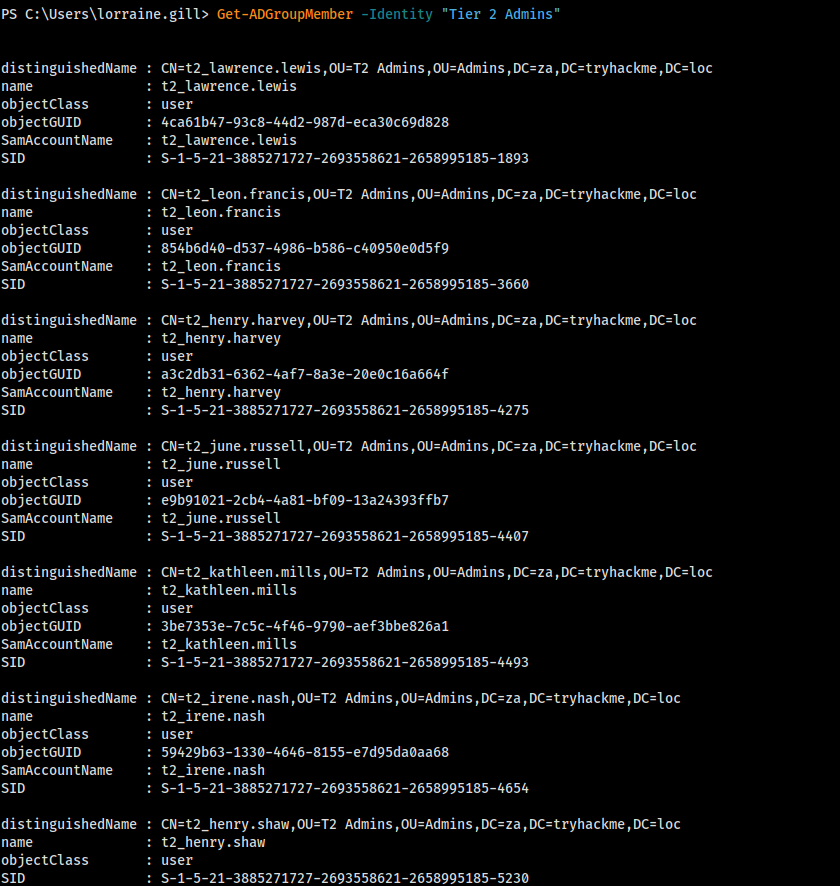 PS C:\Users\lorraine.gill> Get-ADGroupMember -Identity "Tier 2 Admins"
distinguishedName : CN=t2_lawrence.lewis,OU=T2 Admins,OU=Admins,DC=za,DC=tryhackme,DC=loc
name              : t2_lawrence.lewis
objectClass       : user
objectGUID        : 4ca61b47-93c8-44d2-987d-eca30c69d828
SamAccountName    : t2_lawrence.lewis
SID               : S-1-5-21-3885271727-2693558621-2658995185-1893
distinguishedName : CN=t2_leon.francis,OU=T2 Admins,OU=Admins,DC=za,DC=tryhackme,DC=loc
name              : t2_leon.francis
objectClass       : user
objectGUID        : 854b6d40-d537-4986-b586-c40950e0d5f9
SamAccountName    : t2_leon.francis
SID               : S-1-5-21-3885271727-2693558621-2658995185-3660
distinguishedName : CN=t2_henry.harvey,OU=T2 Admins,OU=Admins,DC=za,DC=tryhackme,DC=loc
name              : t2_henry.harvey
objectClass       : user
objectGUID        : a3c2db31-6362-4af7-8a3e-20e0c16a664f
SamAccountName    : t2_henry.harvey
SID               : S-1-5-21-3885271727-2693558621-2658995185-4275
distinguishedName : CN=t2_june.russell,OU=T2 Admins,OU=Admins,DC=za,DC=tryhackme,DC=loc
name              : t2_june.russell
objectClass       : user
objectGUID        : e9b91021-2cb4-4a81-bf09-13a24393ffb7
SamAccountName    : t2_june.russell
SID               : S-1-5-21-3885271727-2693558621-2658995185-4407
distinguishedName : CN=t2_kathleen.mills,OU=T2 Admins,OU=Admins,DC=za,DC=tryhackme,DC=loc
name              : t2_kathleen.mills
objectClass       : user
objectGUID        : 3be7353e-7c5c-4f46-9790-aef3bbe826a1
SamAccountName    : t2_kathleen.mills
SID               : S-1-5-21-3885271727-2693558621-2658995185-4493
distinguishedName : CN=t2_irene.nash,OU=T2 Admins,OU=Admins,DC=za,DC=tryhackme,DC=loc
name              : t2_irene.nash
objectClass       : user
objectGUID        : 59429b63-1330-4646-8155-e7d95da0aa68
SamAccountName    : t2_irene.nash
SID               : S-1-5-21-3885271727-2693558621-2658995185-4654
distinguishedName : CN=t2_henry.shaw,OU=T2 Admins,OU=Admins,DC=za,DC=tryhackme,DC=loc
name              : t2_henry.shaw
objectClass       : user
SID               : S-1-5-21-3885271727-2693558621-2658995185-5230